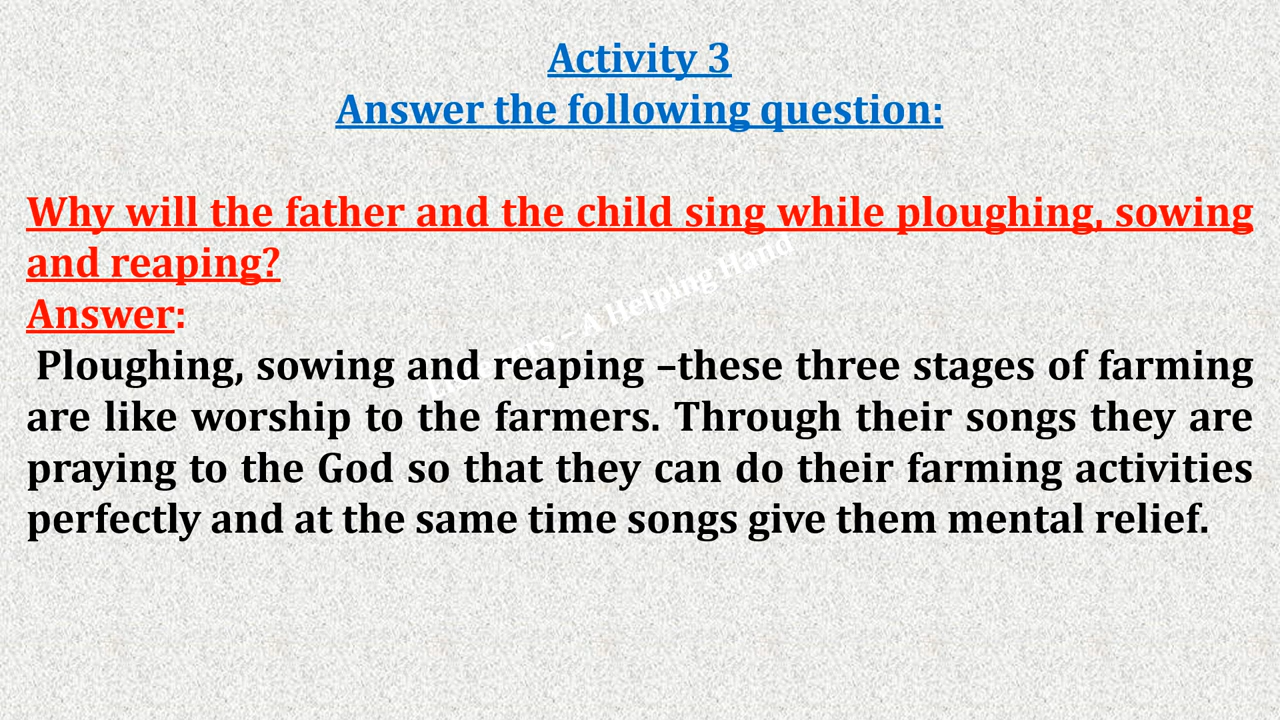 Activity 3
Answer the following question:
Why will the father and the child sing while ploughing, sowing
and reaping?
A helping Hand
Answer:
Ploughing, sowing and reaping –these three stages of farming
are like worship to the farmers. Through their songs they are
praying to the God so that they can do their farming activities
perfectly and at the same time songs give them mental relief.